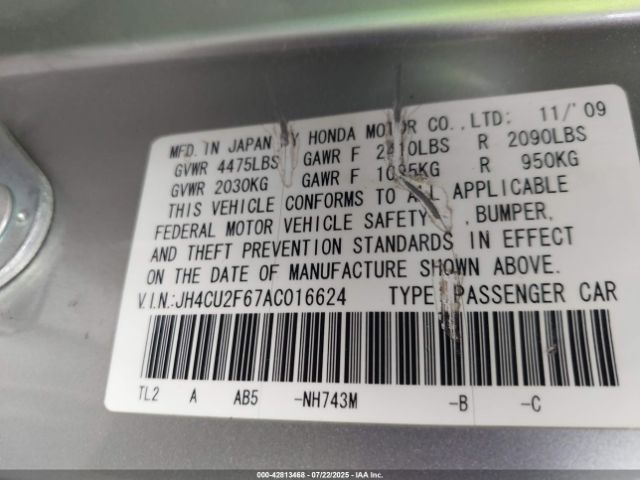 MFD. IN JAPAN BY HONDA MOTOR CO., LTD: 11/'09
GVWR 4475LBS GAWR F 2410LBS R 2090LBS
GVWR 2030KG GAWR F 1095KG R 950KG
THIS VEHICLE CONFORMS TO ALL APPLICABLE
FEDERAL MOTOR VEHICLE SAFETY, BUMPER,
AND THEFT PREVENTION STANDARDS IN EFFECT
ON THE DATE OF MANUFACTURE SHOWN ABOVE.
V.I.N:JH4CU2F67AC016624 TYPE: PASSENGER CAR
TL2 A AB5 -NH743M -B -C
000-42813468 - 07/22/2025 - IAAI.COM